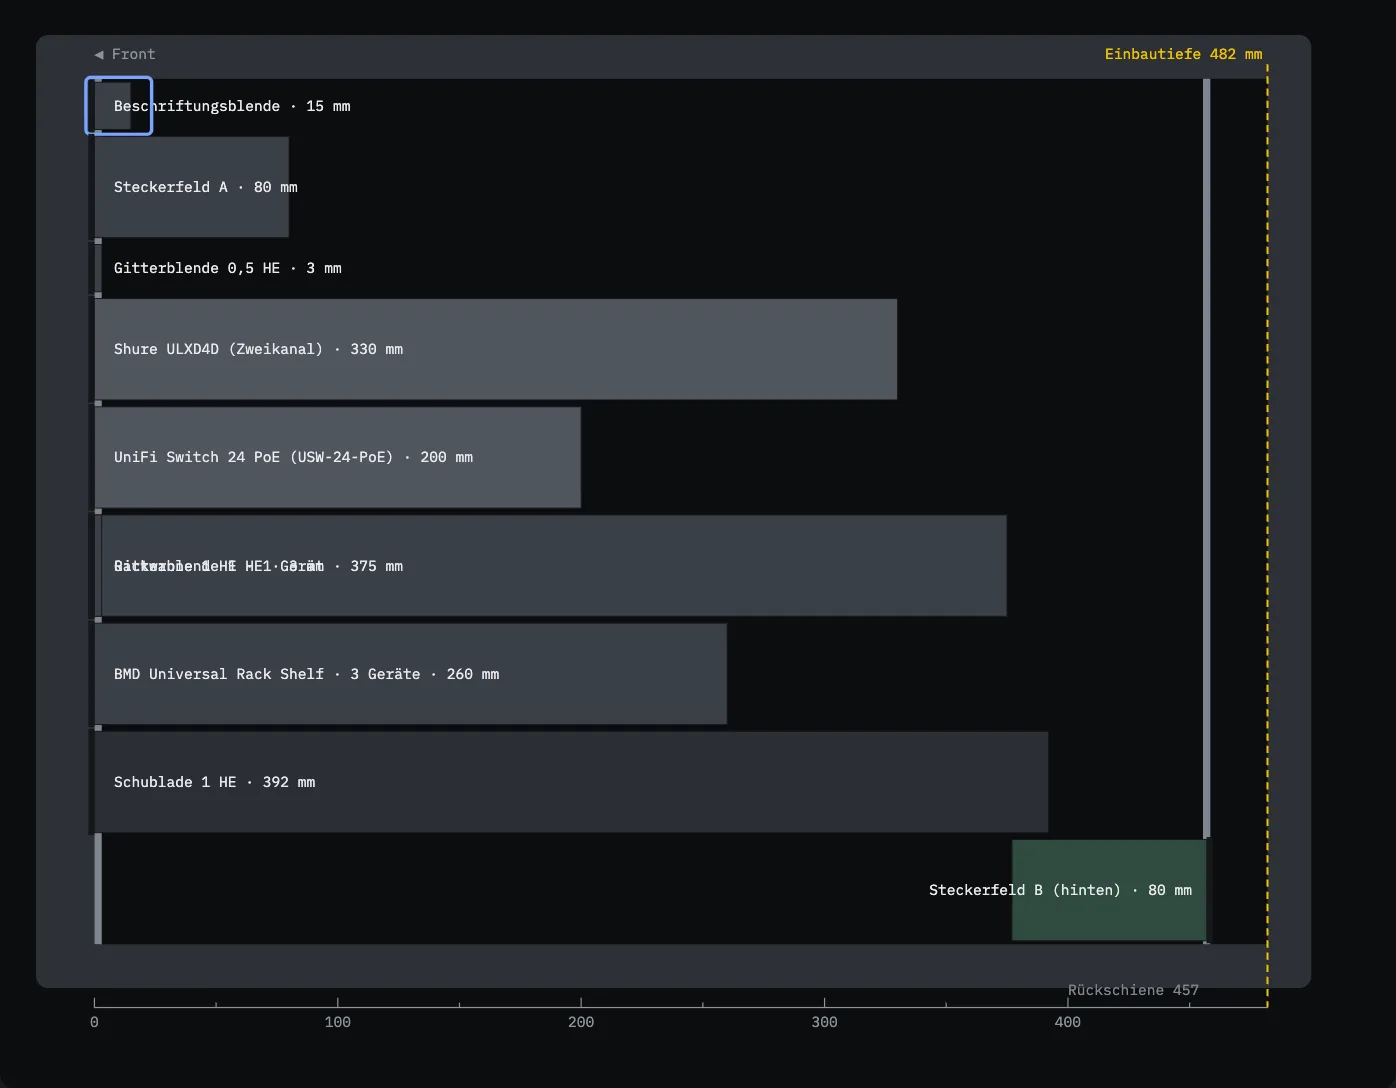 ◀ Front
Einbautiefe 482 mm
Beschriftungsblende · 15 mm
Steckerfeld A · 80 mm
Gitterblende 0,5 HE · 3 mm
Shure ULXD4D (Zweikanal) · 330 mm
UniFi Switch 24 PoE (USW-24-PoE) · 200 mm
· 375 mm
BMD Universal Rack Shelf · 3 Geräte · 260 mm
Schublade 1 HE · 392 mm
Steckerfeld B (hinten) · 80 mm
Rückschiene 457
0 100 200 300 400